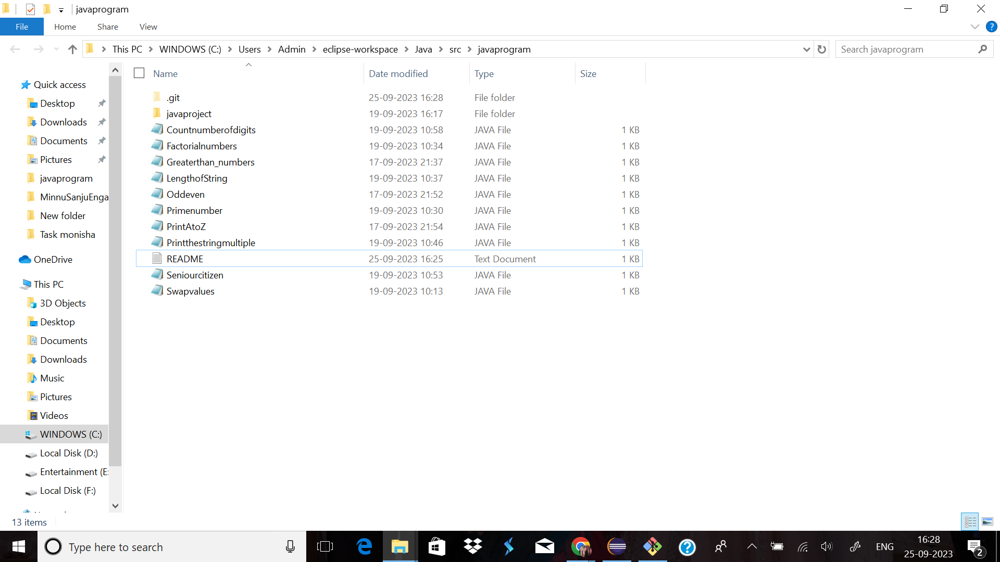 javaprogram
File Home Share View
This PC WINDOWS (C:) Users Admin eclipse-workspace Java src javaprogram
Search javaprogram
Quick access
Desktop
Downloads
Documents
Pictures
javaprogram
MinnuSanjuEnga
New folder
Task monisha
OneDrive
This PC
3D Objects
Desktop
Documents
Downloads
Music
Pictures
Videos
WINDOWS (C:)
Local Disk (D:)
Entertainment (E:
Local Disk (F:)
Name Date modified Type Size
.git 25-09-2023 16:28 File folder
javaproject 19-09-2023 16:17 File folder
Countnumberofdigits 19-09-2023 10:58 JAVA File 1 KB
Factorialnumbers 19-09-2023 10:34 JAVA File 1 KB
Greaterthan_numbers 17-09-2023 21:37 JAVA File 1 KB
LengthofString 19-09-2023 10:37 JAVA File 1 KB
Oddeven 17-09-2023 21:52 JAVA File 1 KB
Primenumber 19-09-2023 10:30 JAVA File 1 KB
PrintAtoZ 17-09-2023 21:54 JAVA File 1 KB
Printthestringmultiple 19-09-2023 10:46 JAVA File 1 KB
README 25-09-2023 16:25 Text Document 1 KB
Seniourcitizen 19-09-2023 10:53 JAVA File 1 KB
Swapvalues 19-09-2023 10:13 JAVA File 1 KB
13 items
Type here to search
ENG
16:28
25-09-2023
2